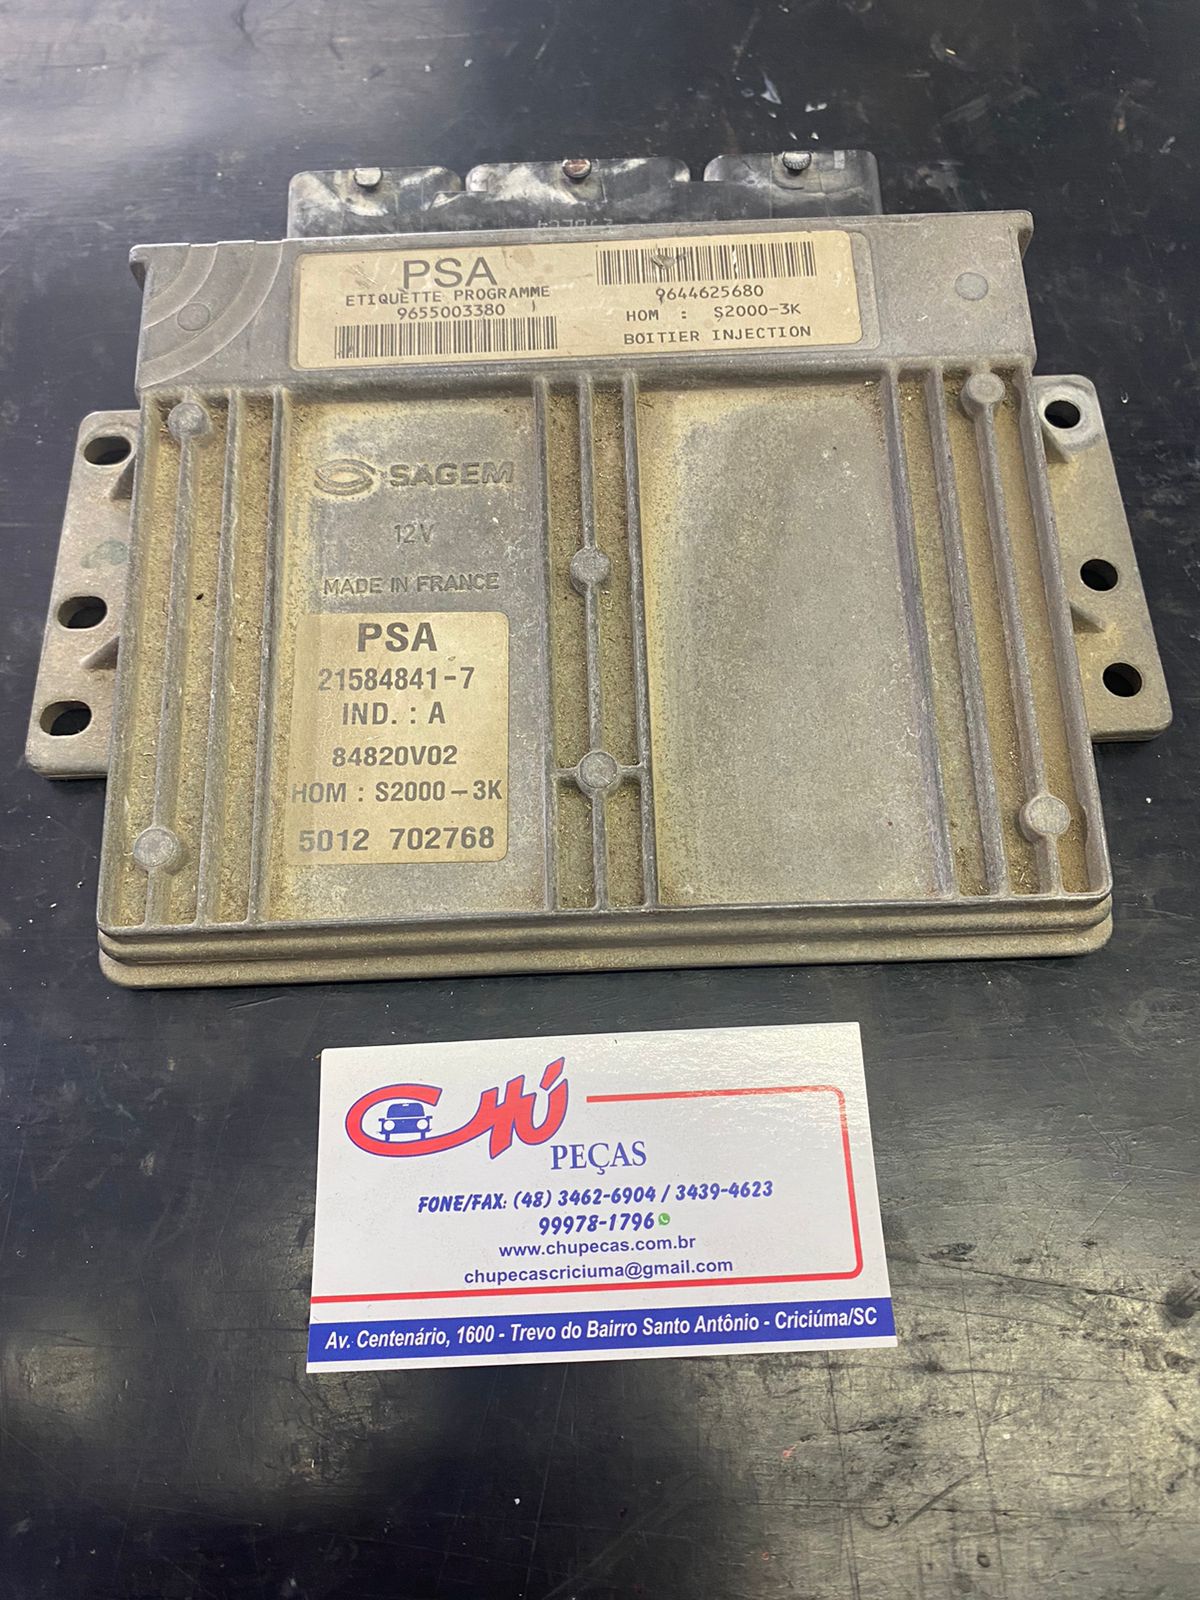 PSA
ETIQUETTE PROGRAMME
9655003380
9644625680
HOM : S2000-3K
BOITIER INJECTION
SAGEM
12V
MADE IN FRANCE
PSA
21584841-7
IND. : A
84820V02
HOM : S2000-3K
5012 702768
CHÚ
PEÇAS
FONE/FAX: (48) 3462-6904 / 3439-4623
99978-1796
www.chupecas.com.br
chupecascriciuma@gmail.com
Av. Centenário, 1600 - Trevo do Bairro Santo Antônio - Criciúma/SC